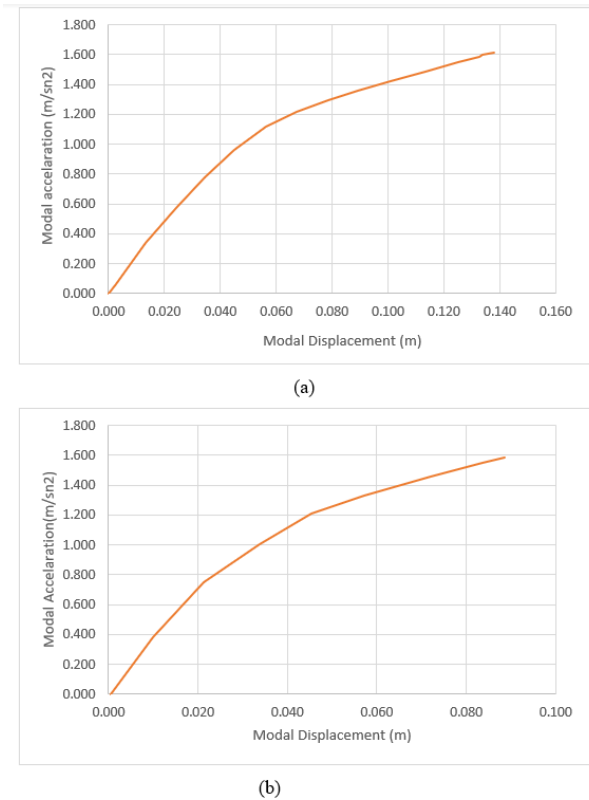 1.800
1.600
1.400
1.200
1.000
0.800
0.600
0.400
0.200
0.000
Modal accelaration (m/sn2)
0.000 0.020 0.040 0.060 0.080 0.100 0.120 0.140 0.160
Modal Displacement (m)
(a)
1.800
1.600
1.400
1.200
1.000
0.800
0.600
0.400
0.200
0.000
Modal Accelaration(m/sn2)
0.000 0.020 0.040 0.060 0.080 0.100
Modal Displacement (m)
(b)